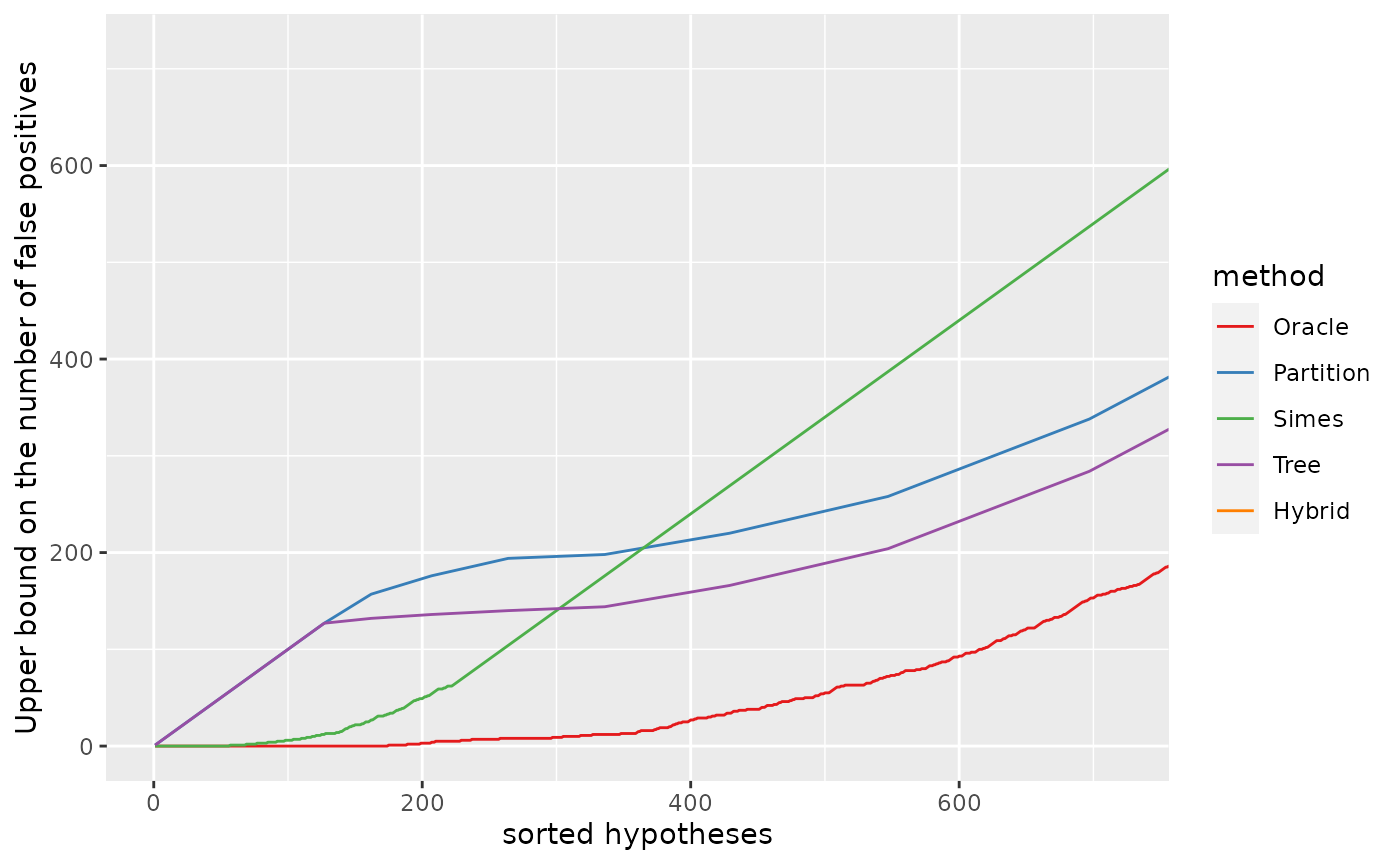 Upper bound on the number of false positives
600
400
200
0
0 200 400 600
sorted hypotheses
method
Oracle
Partition
Simes
Tree
Hybrid